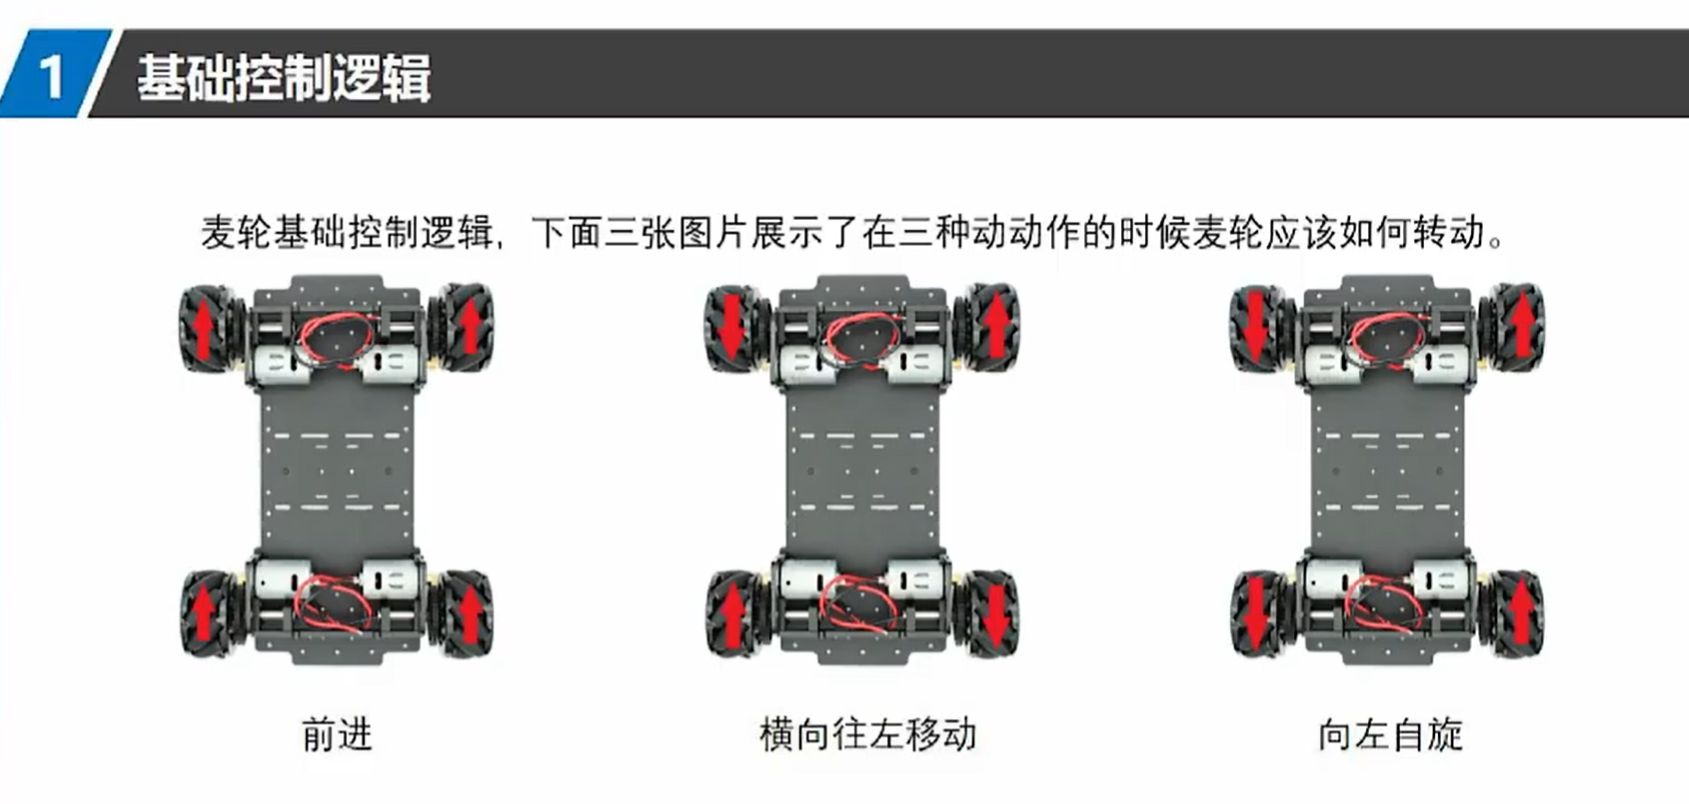 1 基础控制逻辑
麦轮基础控制逻辑，下面三张图片展示了在三种动动作的时候麦轮应该如何转动。
前进
横向往左移动
向左自旋